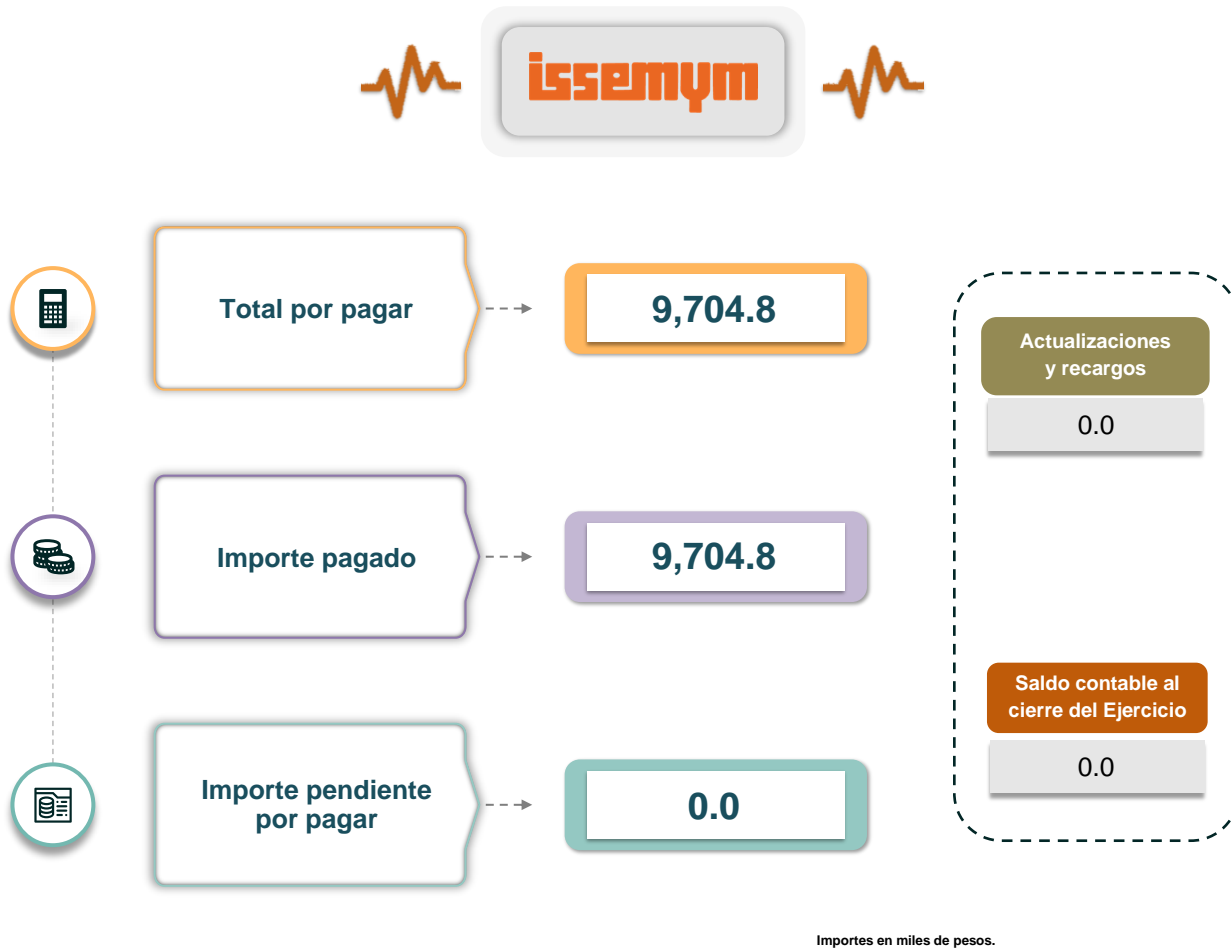 issemym
Total por pagar
9,704.8
Actualizaciones
y recargos
0.0
Importe pagado
9,704.8
Saldo contable al
cierre del Ejercicio
0.0
Importe pendiente
por pagar
0.0
Importes en miles de pesos.